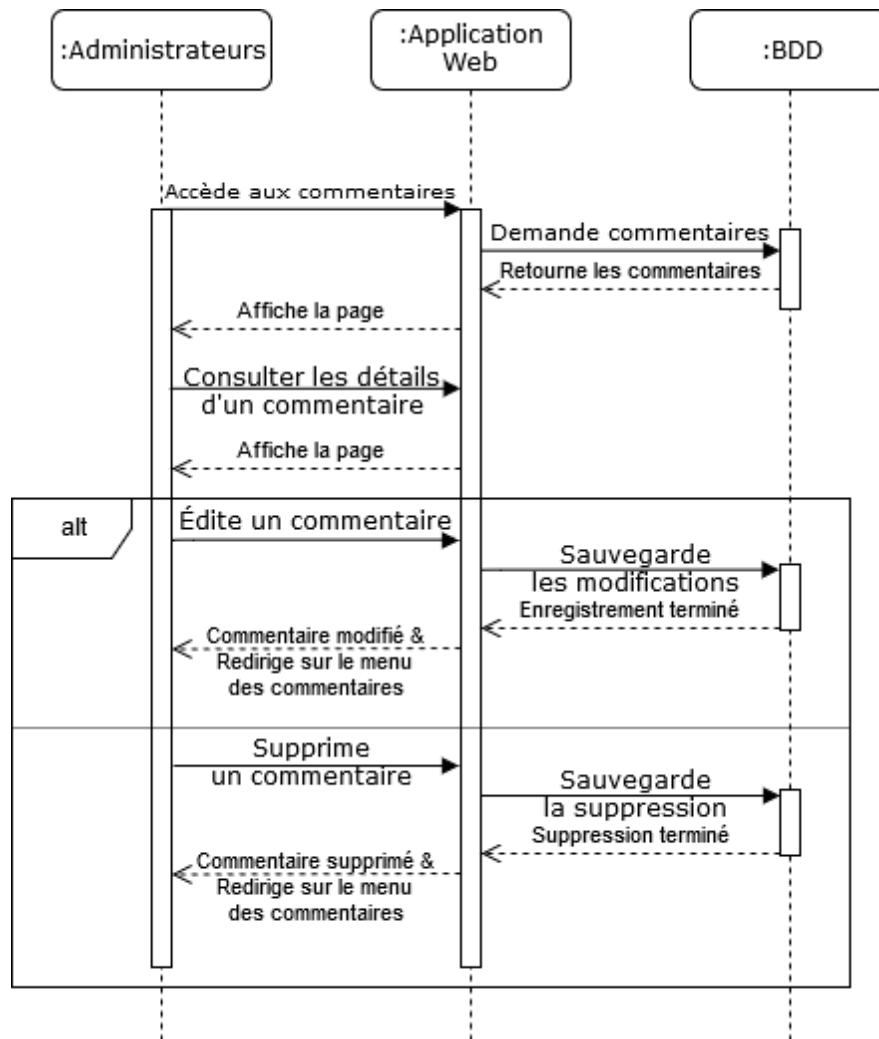 :Administrateurs
:Application
Web
:BDD
Accède aux commentaires
Demande commentaires
Retourne les commentaires
Affiche la page
Consulter les détails
d'un commentaire
Affiche la page
alt
Édite un commentaire
Sauvegarde
les modifications
Enregistrement terminé
Commentaire modifié &
Redirige sur le menu
des commentaires
Supprime
un commentaire
Sauvegarde
la suppression
Suppression terminé
Commentaire supprimé &
Redirige sur le menu
des commentaires